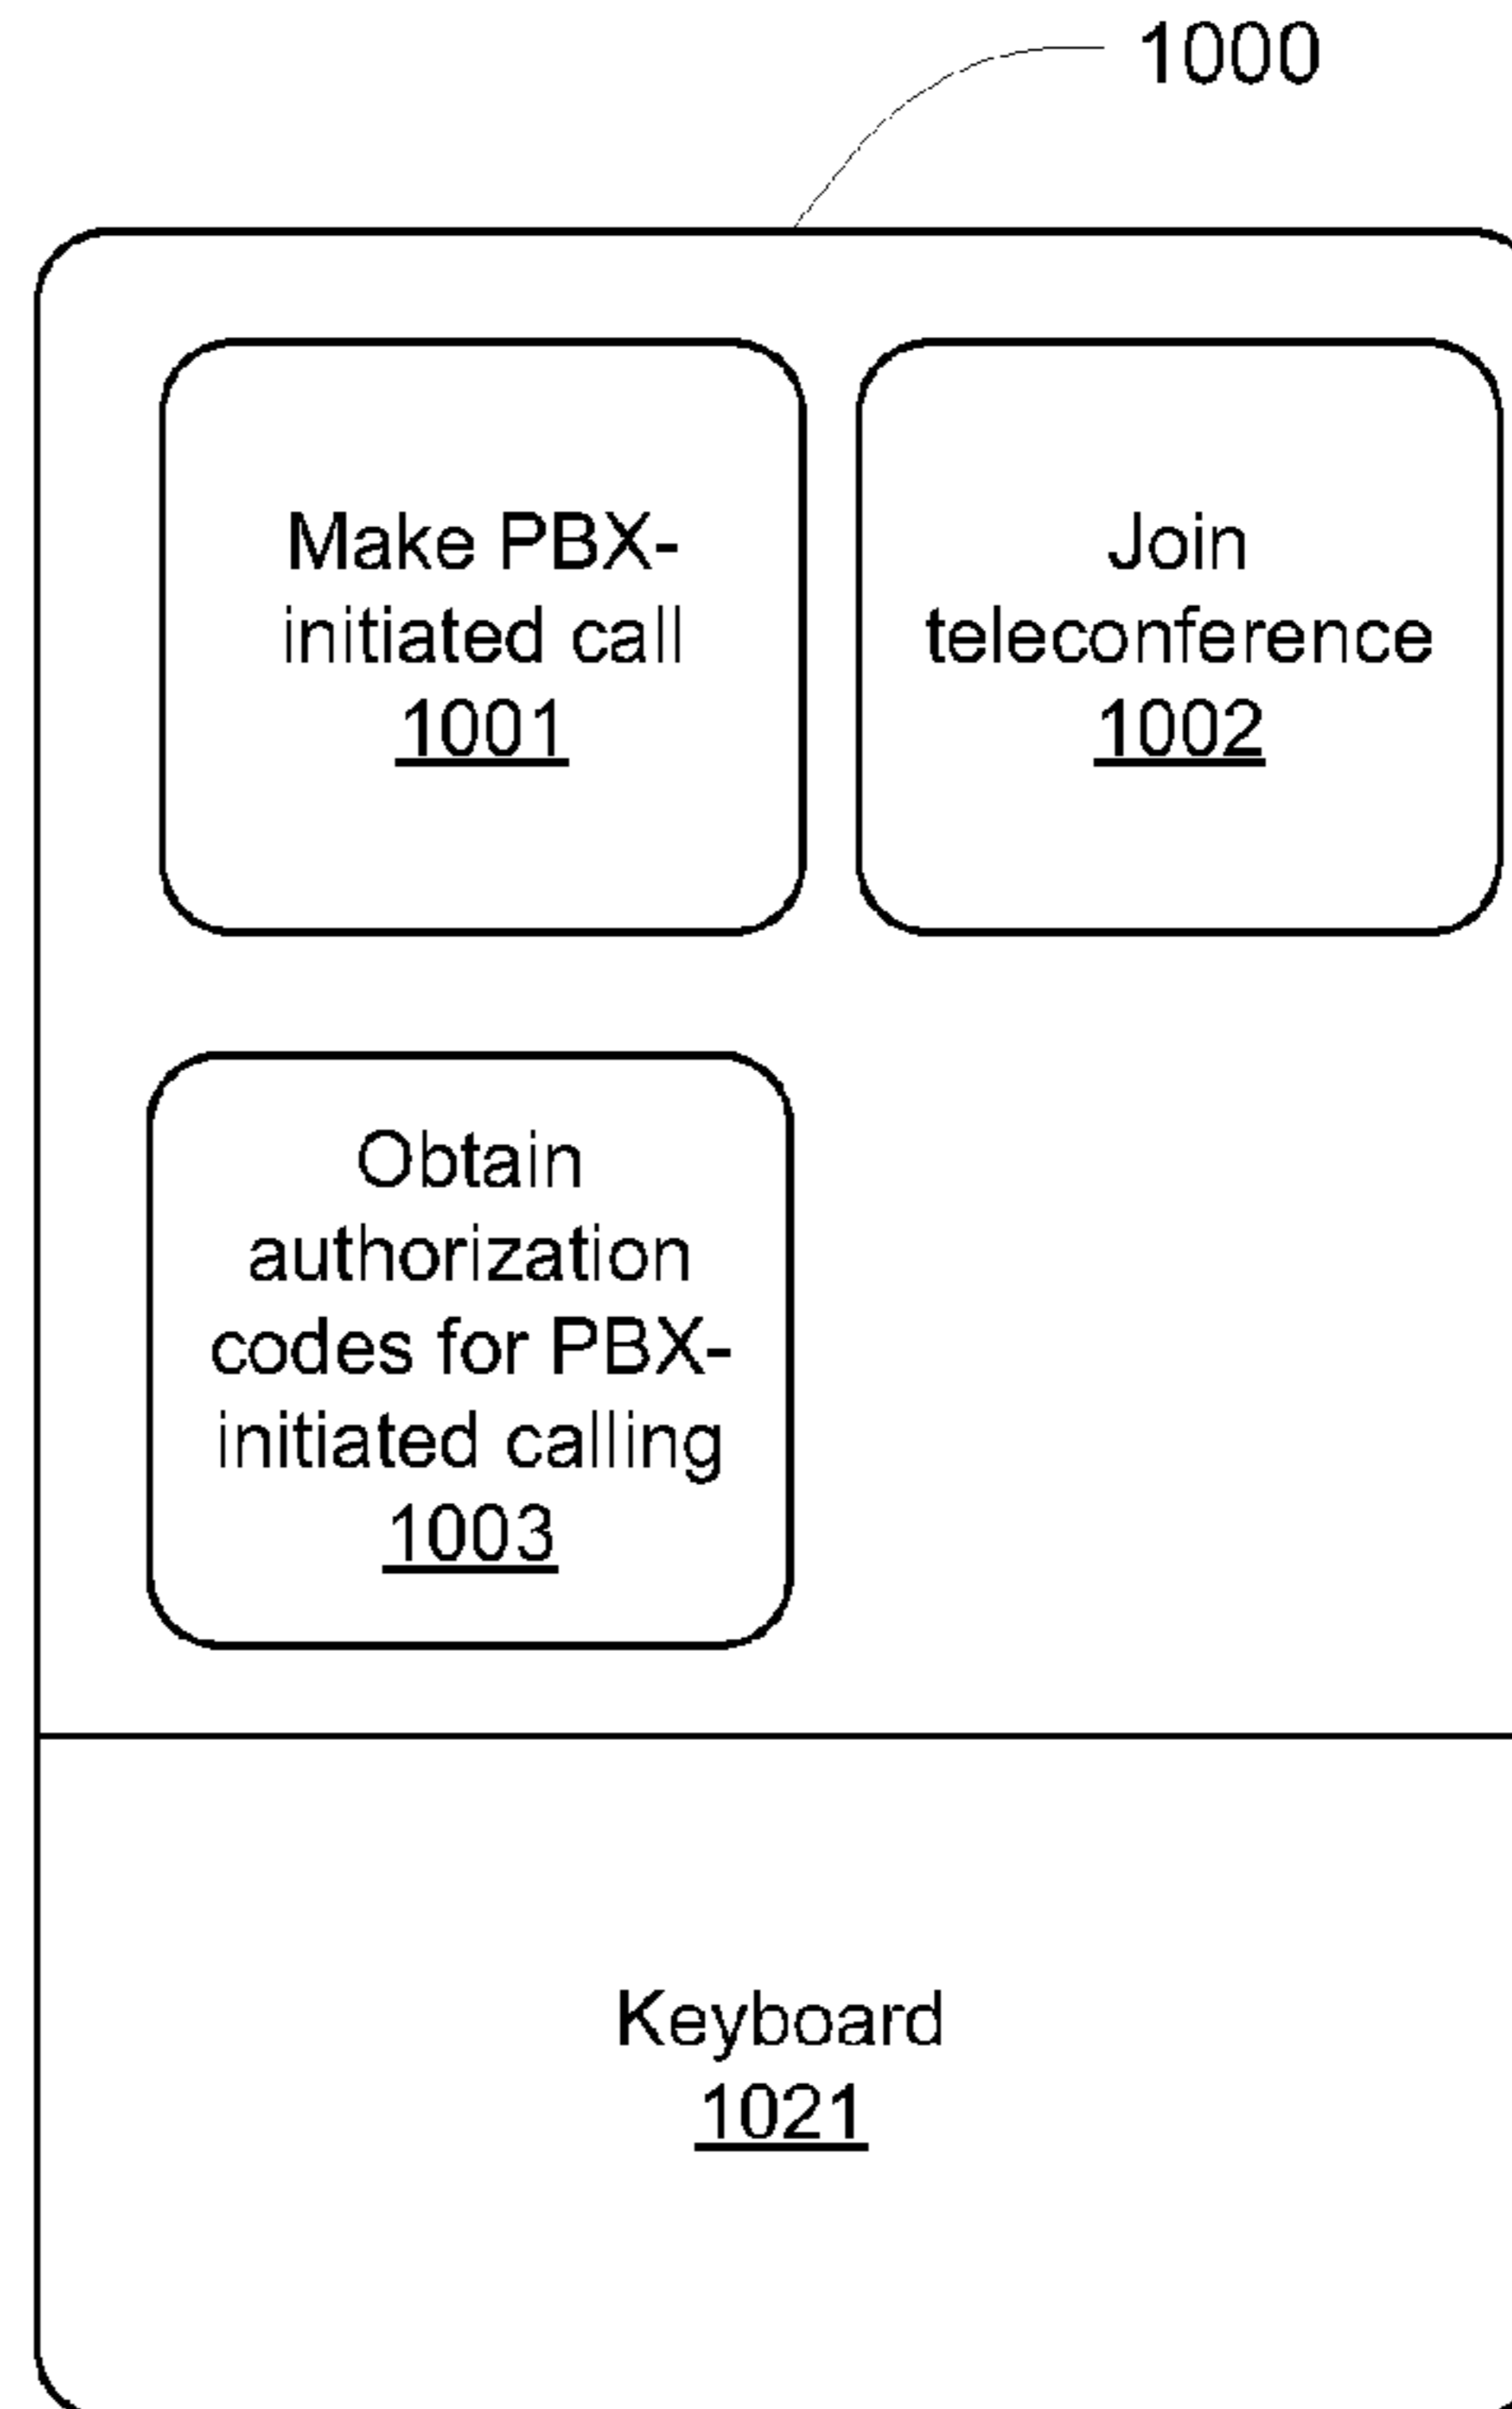 1000
Make PBX-
initiated call
1001
Join
teleconference
1002
Obtain
authorization
codes for PBX-
initiated calling
1003
Keyboard
1021